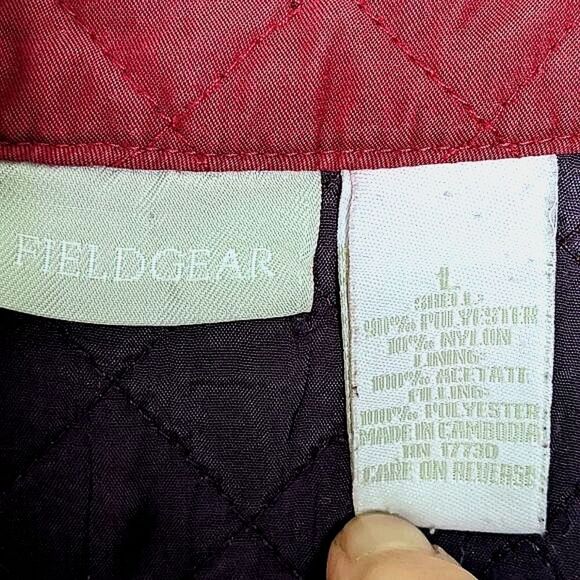 FIELDGEAR
L
SHELL:
90% POLYESTER
10% NYLON
LINING:
100% ACETATE
FILLING:
100% POLYESTER
MADE IN CAMBODIA
RN 17730
CARE ON REVERSE